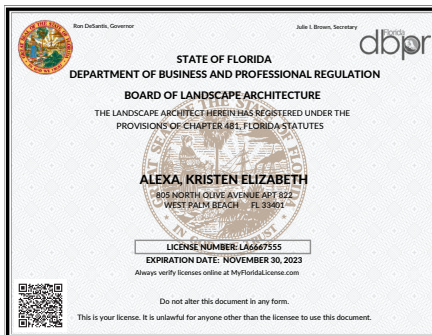 Ron DeSantis, Governor
Julie I. Brown, Secretary
Florida
dbpr
STATE OF FLORIDA
DEPARTMENT OF BUSINESS AND PROFESSIONAL REGULATION
BOARD OF LANDSCAPE ARCHITECTURE
THE LANDSCAPE ARCHITECT HEREIN HAS REGISTERED UNDER THE
PROVISIONS OF CHAPTER 481, FLORIDA STATUTES
ALEXA, KRISTEN ELIZABETH
805 NORTH OLIVE AVENUE APT 822
WEST PALM BEACH FL 33401
LICENSE NUMBER: LA6667555
EXPIRATION DATE: NOVEMBER 30, 2023
Always verify licenses online at MyFloridaLicense.com
Do not alter this document in any form.
This is your license. It is unlawful for anyone other than the licensee to use this document.